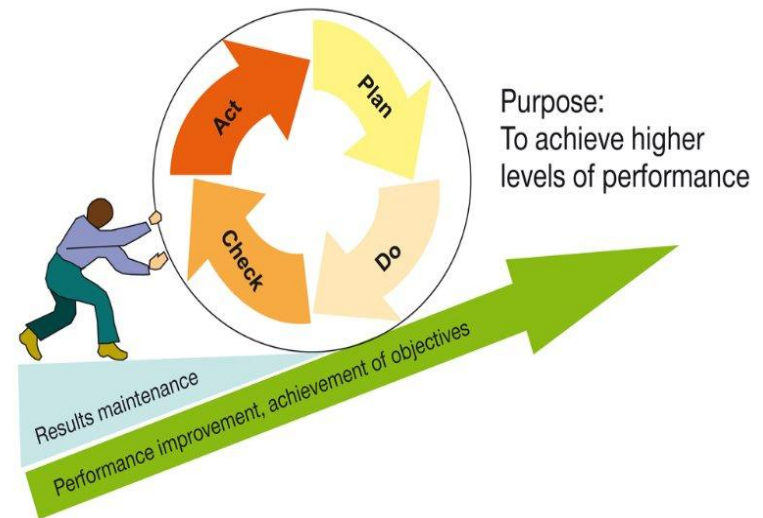 Act
Plan
Check
Do
Purpose:
To achieve higher
levels of performance
Results maintenance
Performance improvement, achievement of objectives